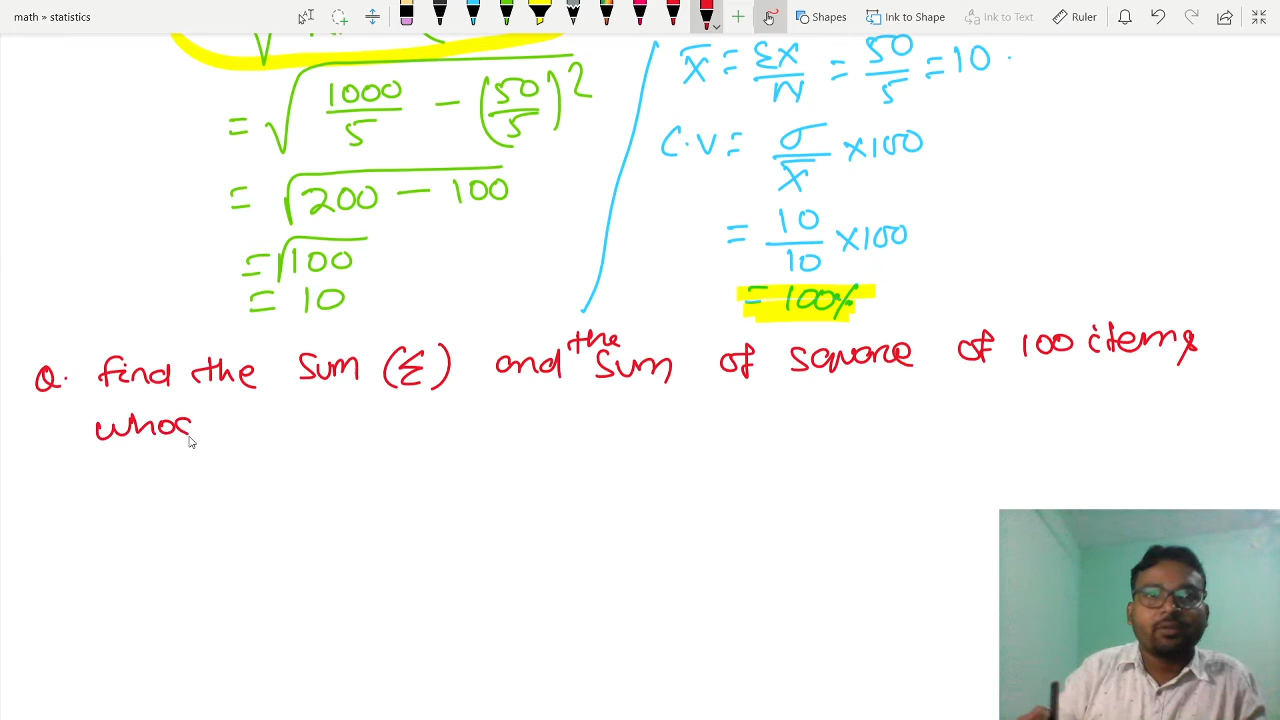 math » statistics
Shapes Ink to Shape Ink to Text Ruler
= √(1000/5 − (50/5)²)
= √(200 − 100)
= √100
= 10
x̄ = Σx/N = 50/5 = 10 .
C.V = σ/x̄ ×100
= 10/10 ×100
= 100%
Q. find the sum (Σ) and the sum of square of 100 items
whos